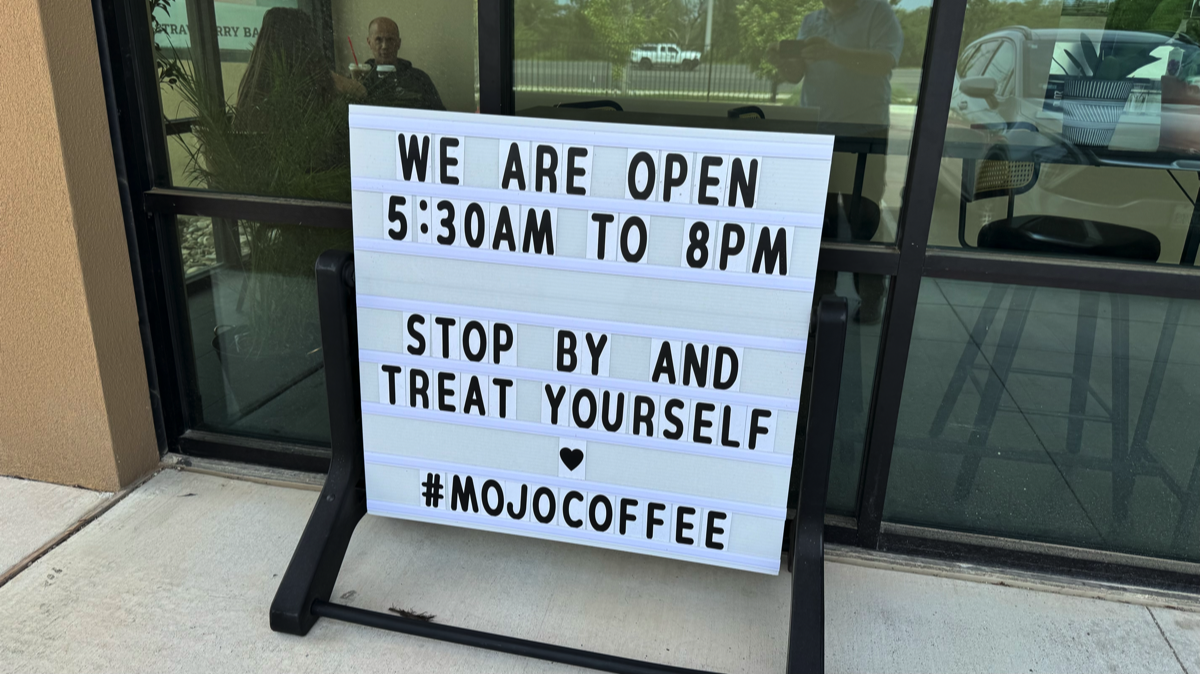 WE ARE OPEN
5:30AM TO 8PM
STOP BY AND
TREAT YOURSELF
♥
#MOJOCOFFEE